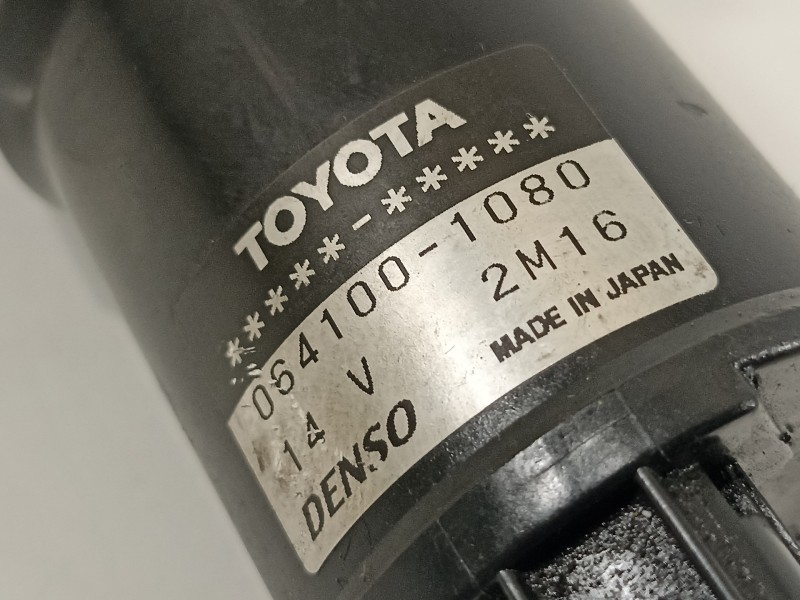 TOYOTA
*****-*****
064100-1080
14 V 2M16
DENSO MADE IN JAPAN